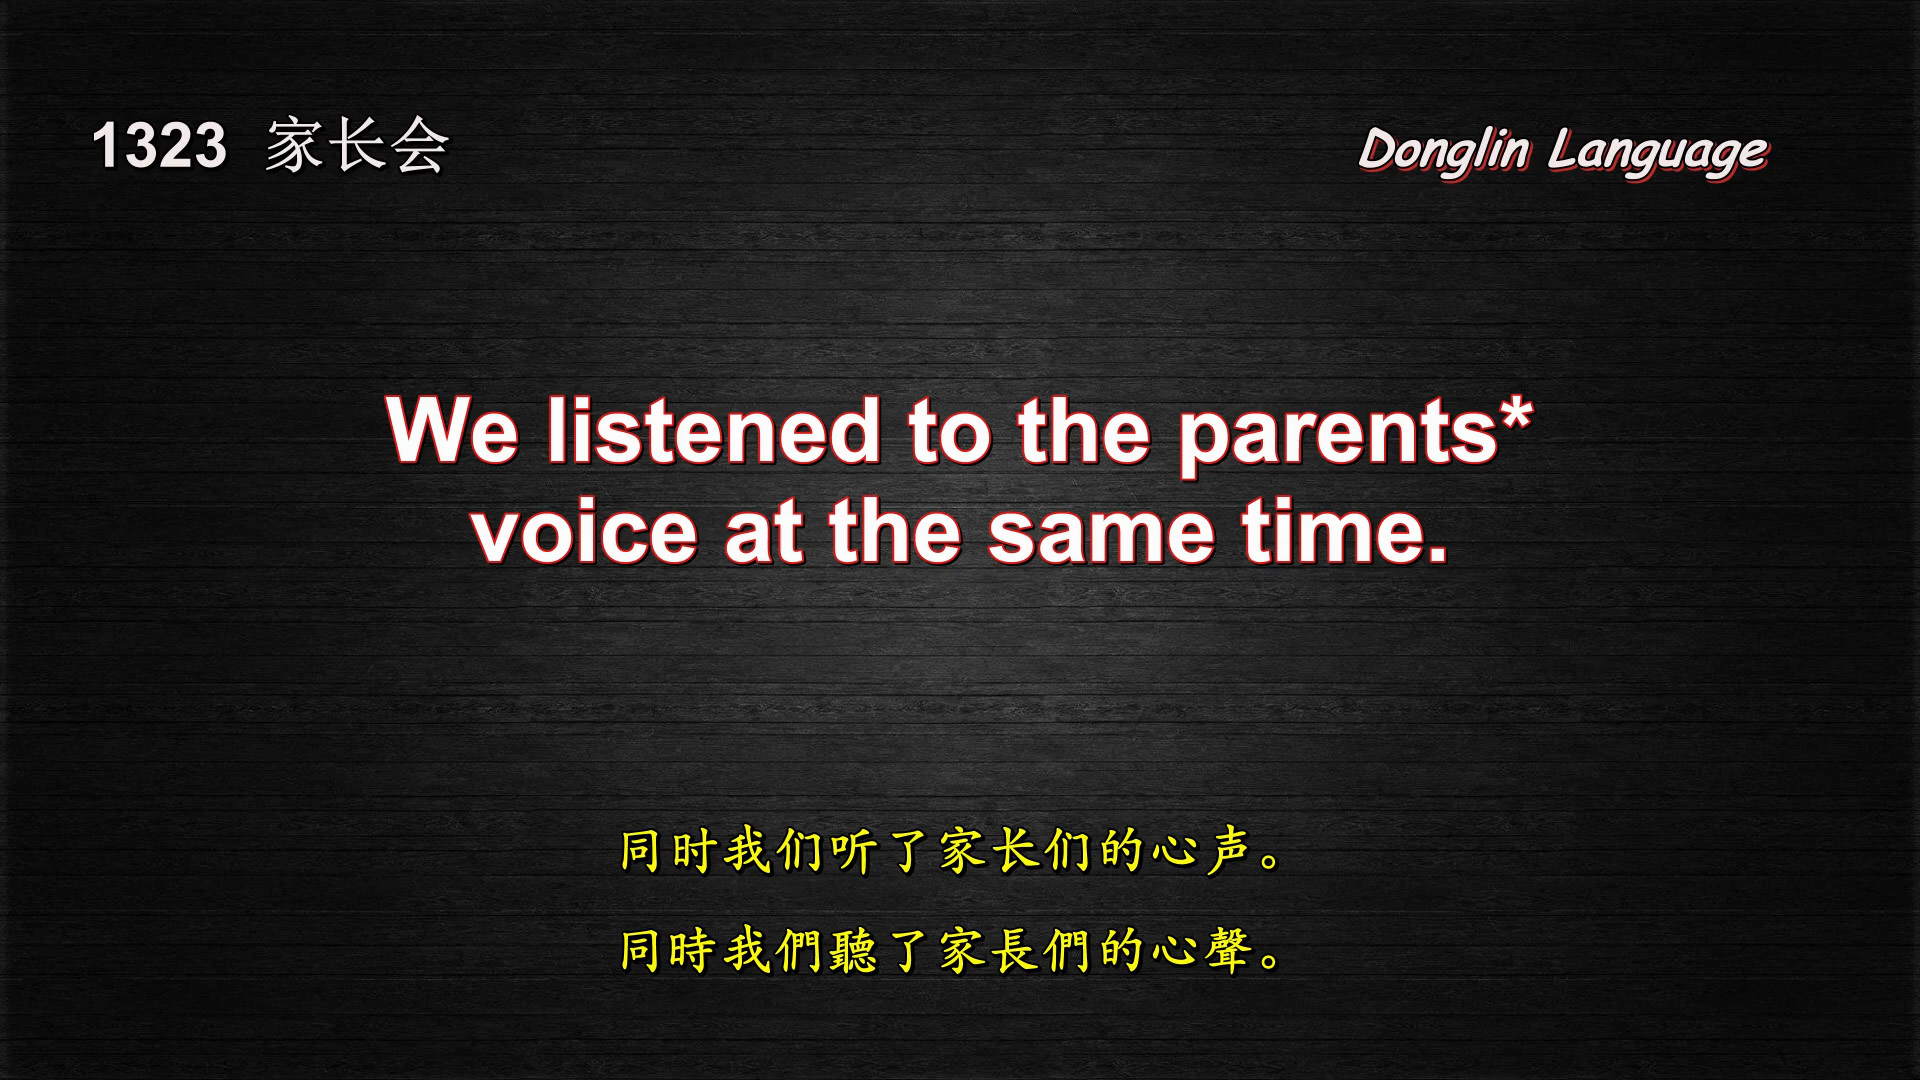 1323 家长会
Donglin Language
We listened to the parents*
voice at the same time.
同时我们听了家长们的心声。
同時我們聽了家長們的心聲。